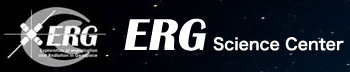 ERG
Exploration of energization
and Radiation in Geospace
ERG Science Center